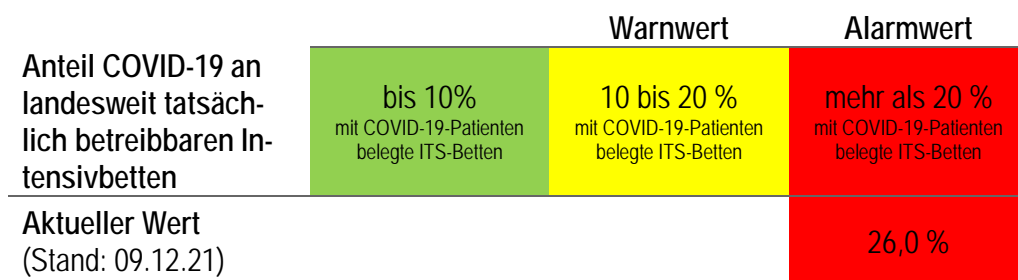 Warnwert Alarmwert
Anteil COVID-19 an
landesweit tatsäch-
lich betreibbaren In-
tensivbetten
bis 10%
mit COVID-19-Patienten
belegte ITS-Betten
10 bis 20 %
mit COVID-19-Patienten
belegte ITS-Betten
mehr als 20 %
mit COVID-19-Patienten
belegte ITS-Betten
Aktueller Wert
(Stand: 09.12.21)
26,0 %